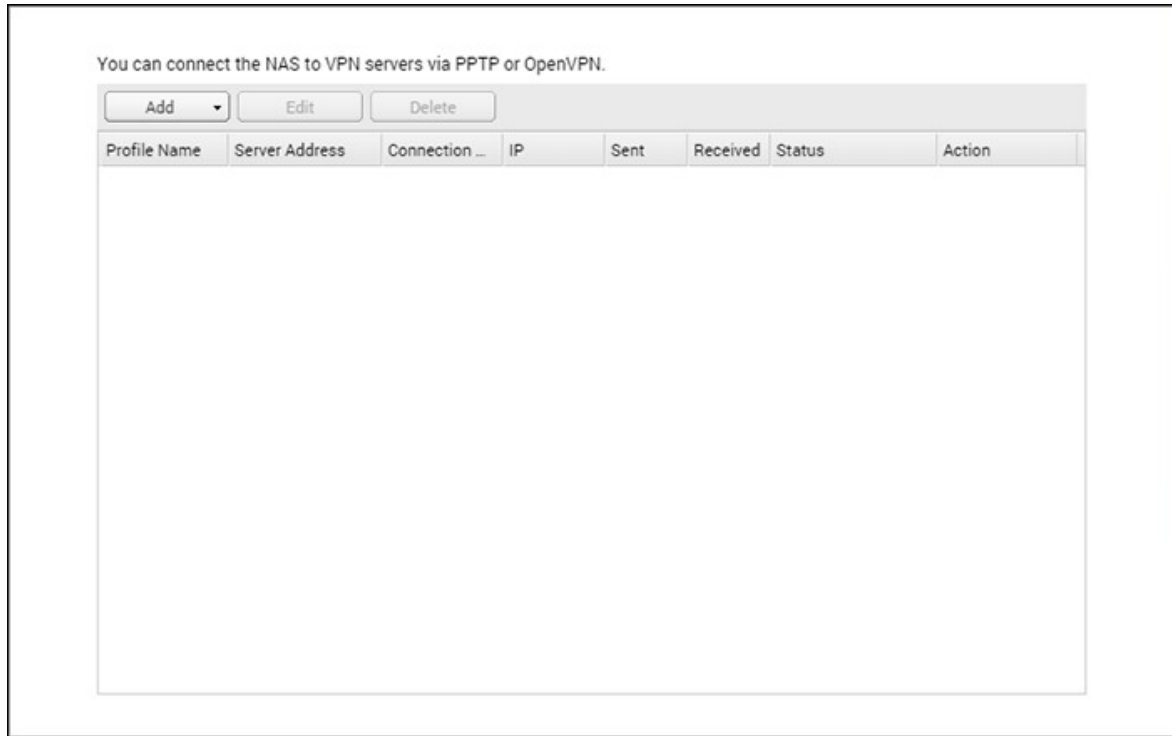 You can connect the NAS to VPN servers via PPTP or OpenVPN.
Add Edit Delete
Profile Name Server Address Connection ... IP Sent Received Status Action